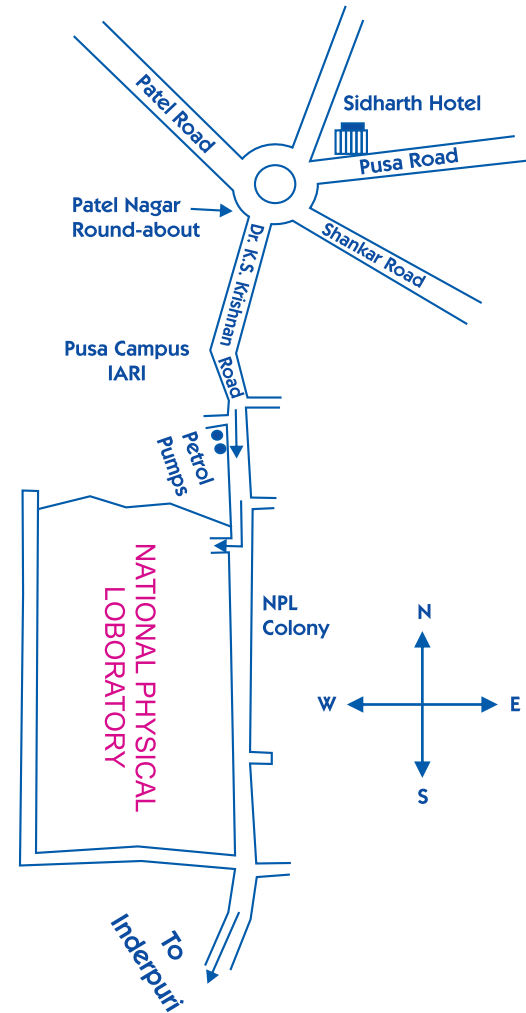 Sidharth Hotel
Patel Road
Pusa Road
Patel Nagar
Round-about
Shankar Road
Dr. K.S. Krishnan Road
Pusa Campus
IARI
Petrol
Pumps
NATIONAL PHYSICAL
LOBORATORY
NPL
Colony
N
W
E
S
To
Inderpuri